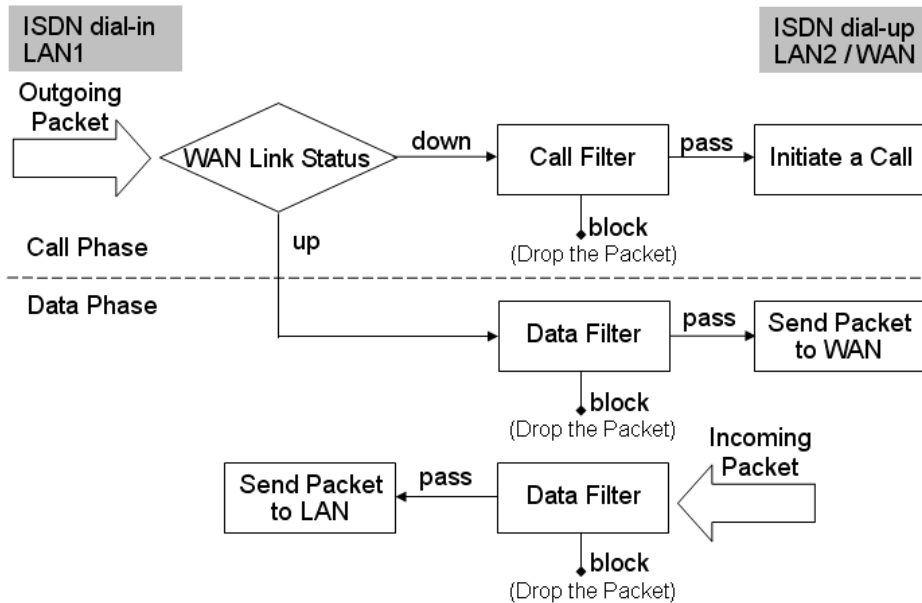 ISDN dial-in
LAN1
ISDN dial-up
LAN2 / WAN
Outgoing
Packet
WAN Link Status
down
Call Filter
pass
Initiate a Call
block
(Drop the Packet)
up
Call Phase
Data Phase
Data Filter
pass
Send Packet
to WAN
block
(Drop the Packet)
Incoming
Packet
Data Filter
pass
Send Packet
to LAN
block
(Drop the Packet)